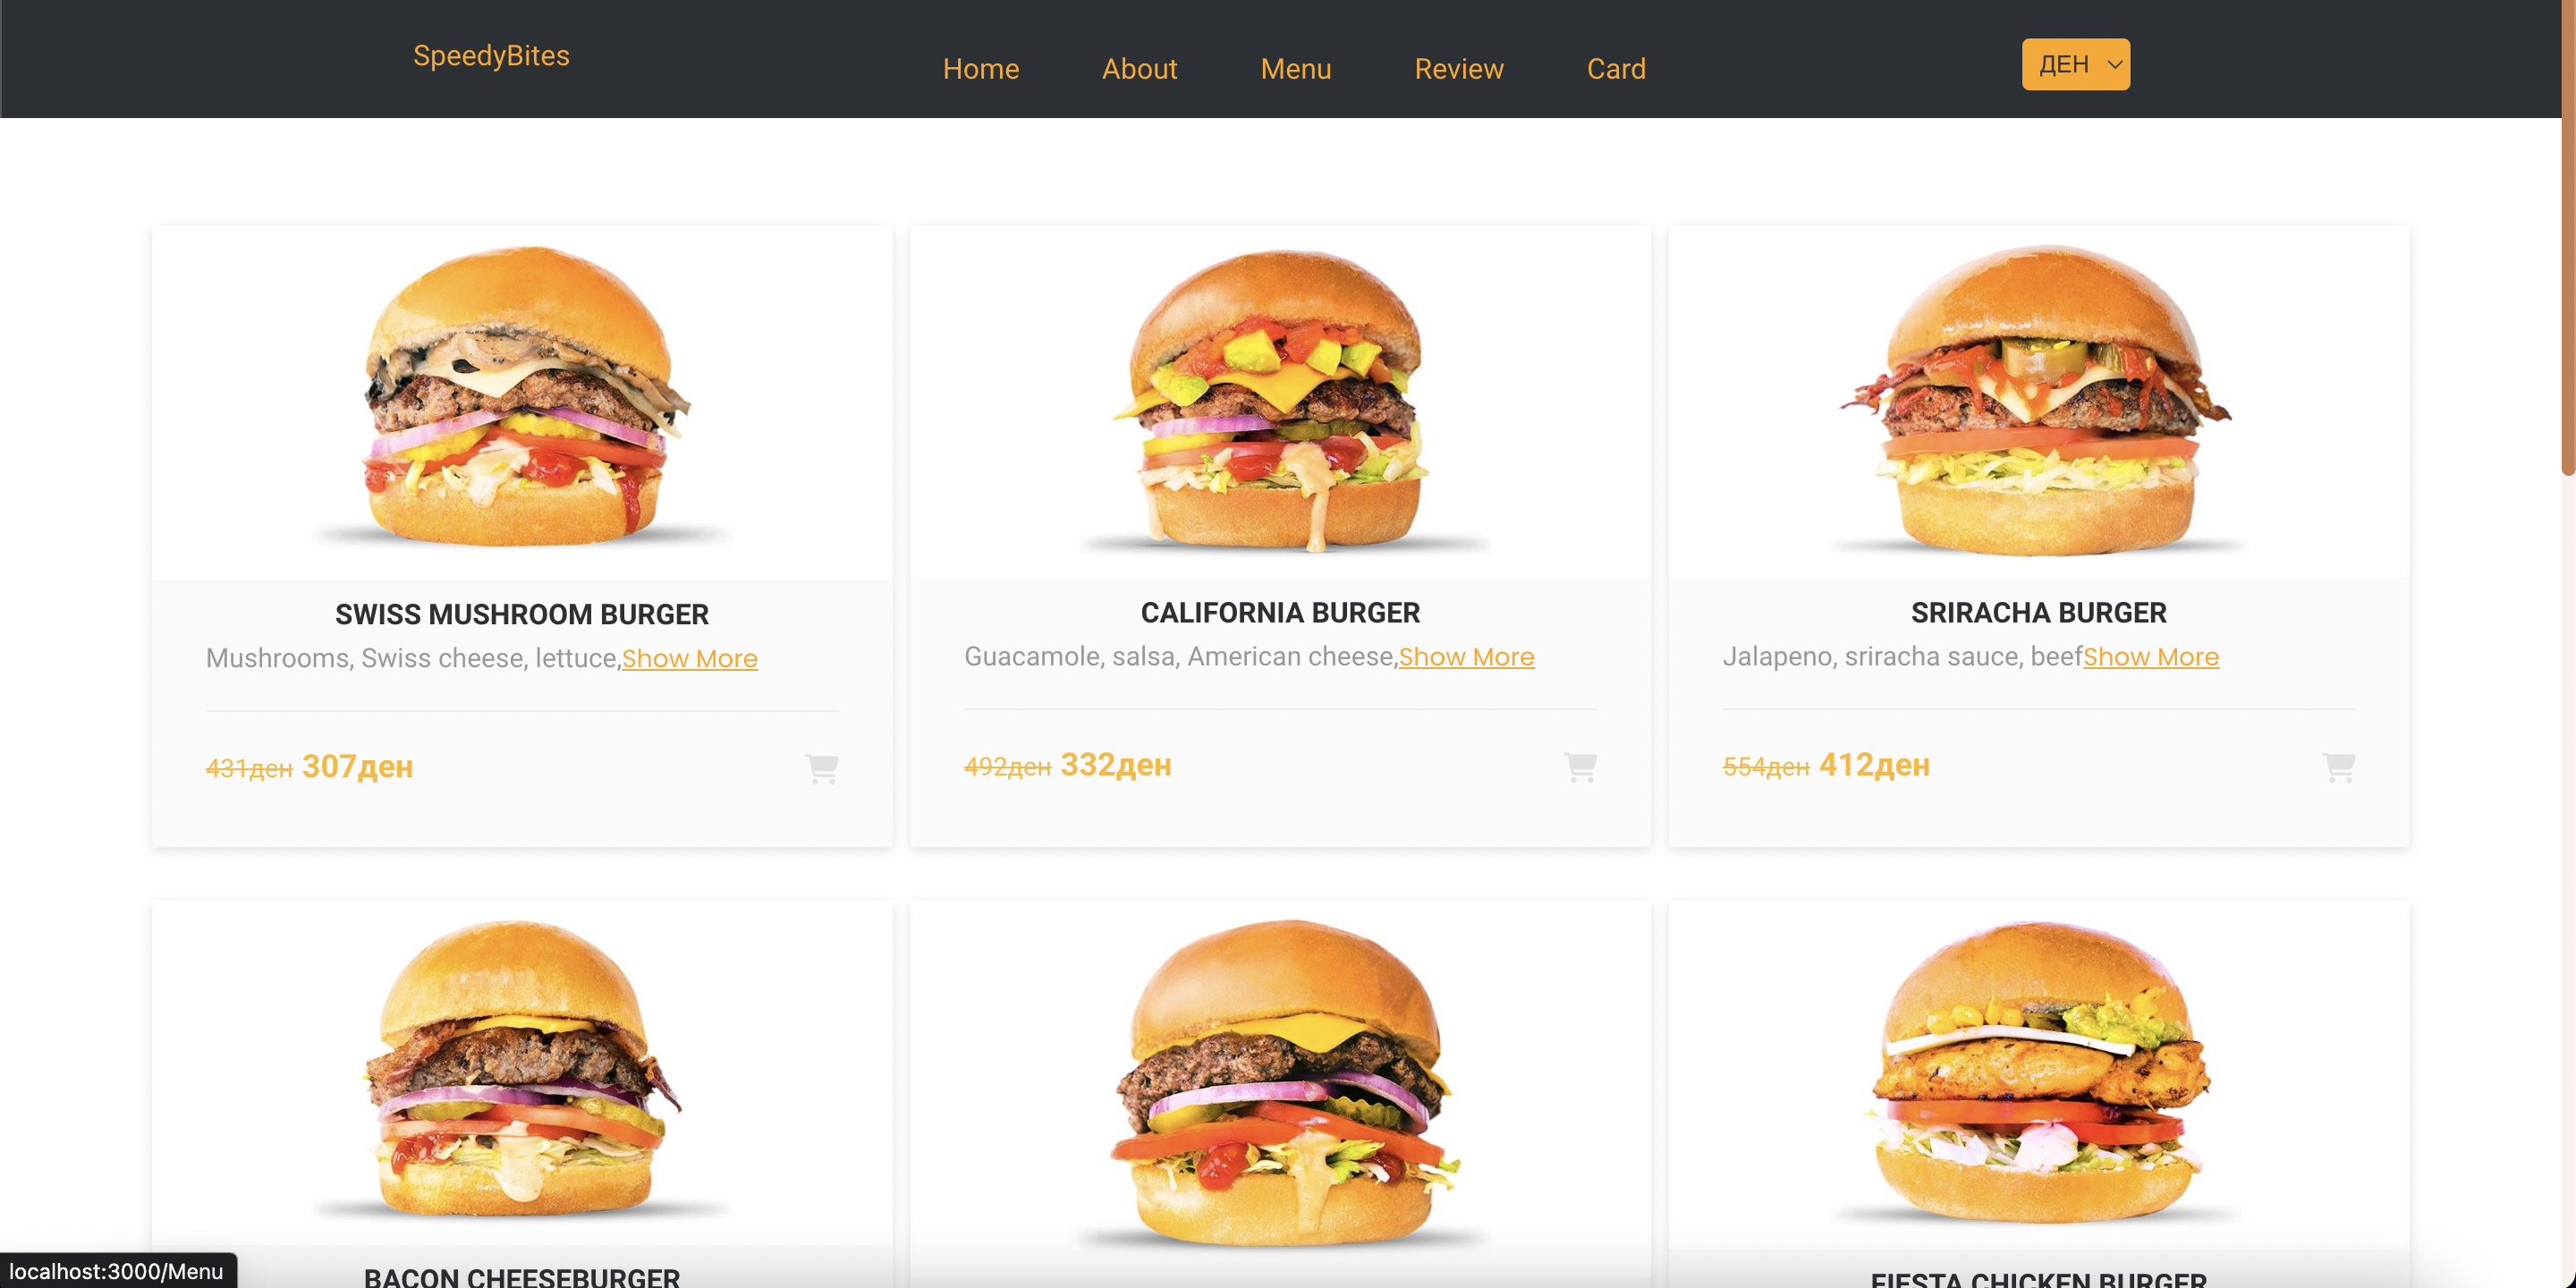 SpeedyBites
Home About Menu Review Card
ДЕН
SWISS MUSHROOM BURGER
Mushrooms, Swiss cheese, lettuce,Show More
431ден 307ден
CALIFORNIA BURGER
Guacamole, salsa, American cheese,Show More
492ден 332ден
SRIRACHA BURGER
Jalapeno, sriracha sauce, beefShow More
554ден 412ден
BACON CHEESEBURGER
FIESTA CHICKEN BURGER
localhost:3000/Menu